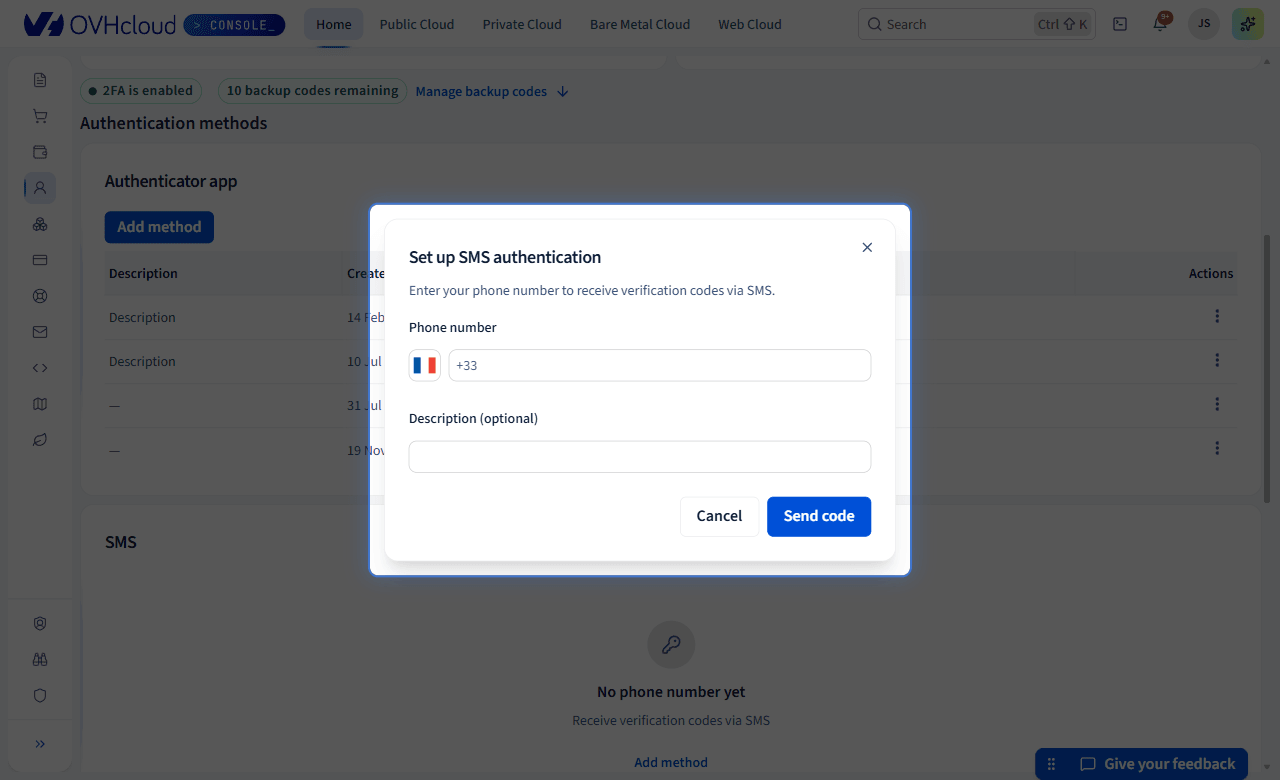 OVHcloud > CONSOLE_ Home Public Cloud Private Cloud Bare Metal Cloud Web Cloud Search Ctrl K 9+ JS
2FA is enabled 10 backup codes remaining Manage backup codes
Authentication methods
Authenticator app
Add method
Description Create Actions
Description 14 Feb
Description 10 Jul
— 31 Jul
— 19 Nov
Set up SMS authentication
Enter your phone number to receive verification codes via SMS.
Phone number
+33
Description (optional)
Cancel Send code
SMS
No phone number yet
Receive verification codes via SMS
Add method
Give your feedback